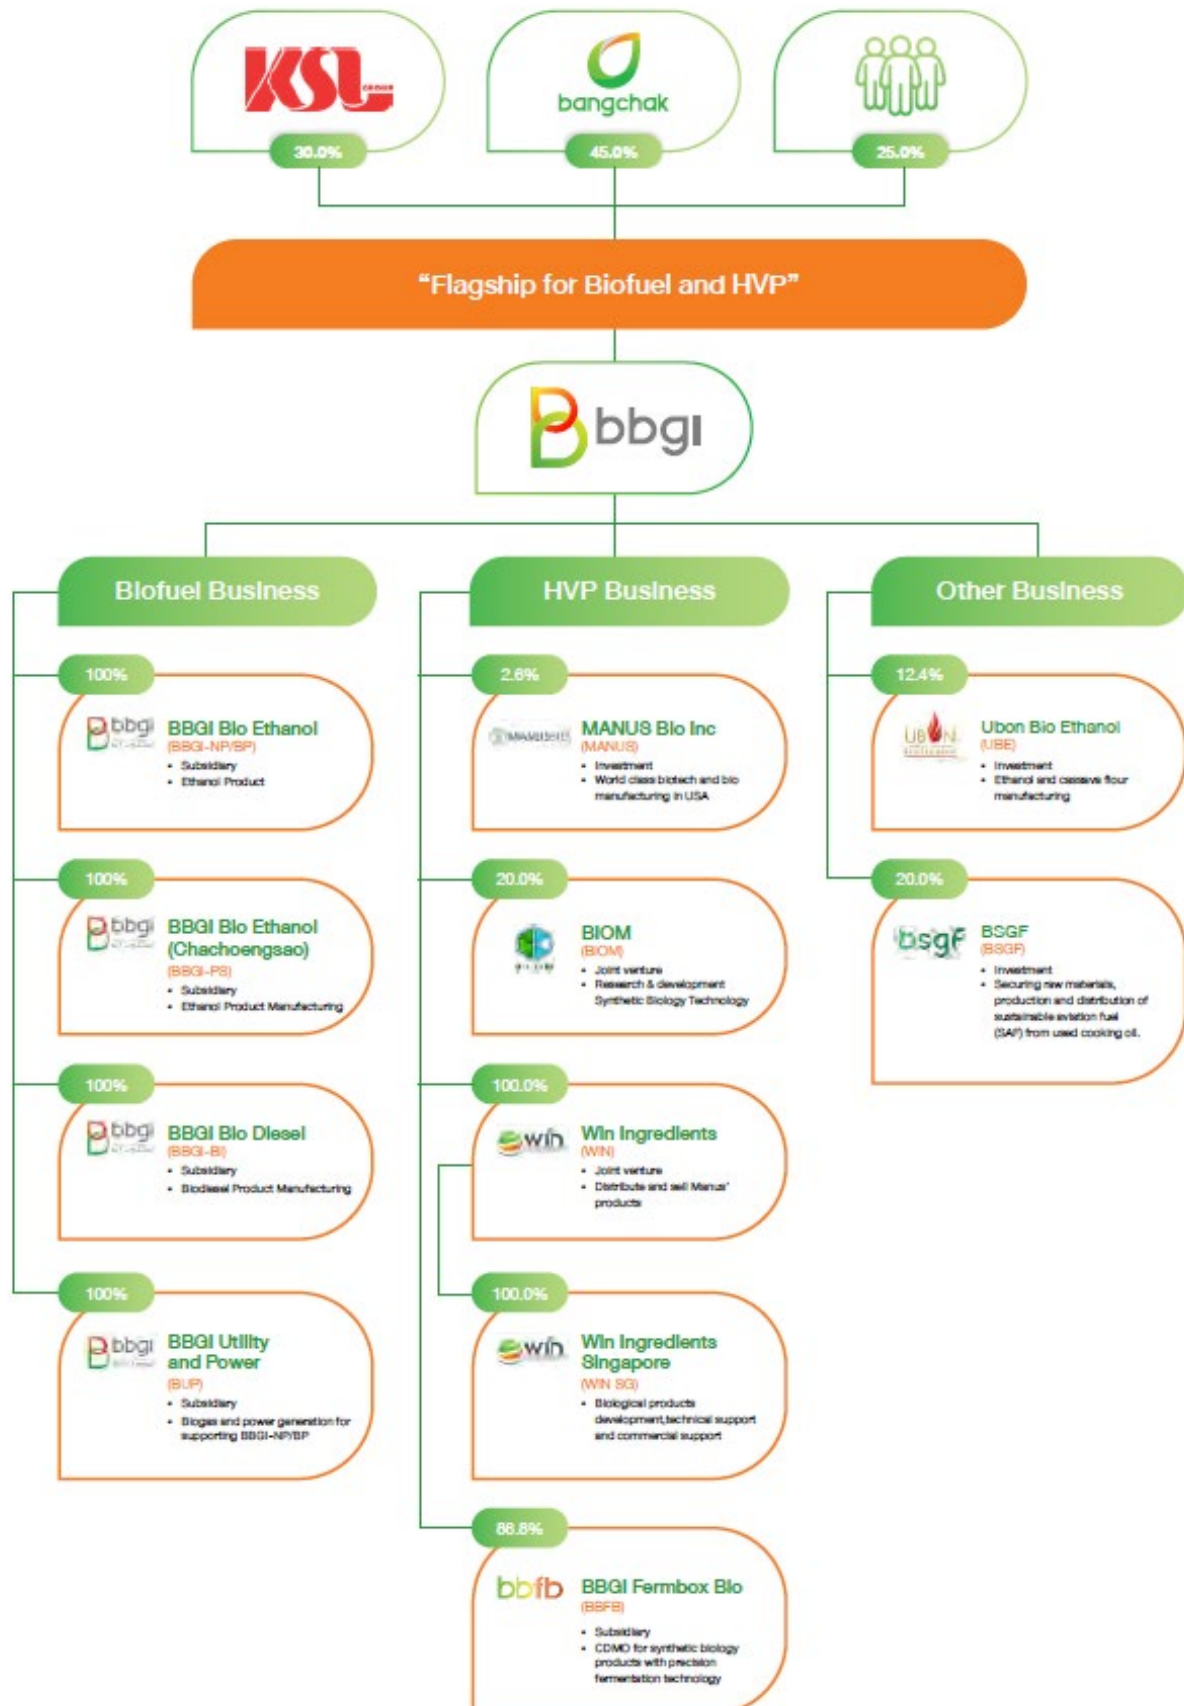 KSL
GROUP
bangchak
30.0%
45.0%
25.0%
“Flagship for Biofuel and HVP”
bbgi
Biofuel Business
HVP Business
Other Business
100%
bbgi
BBGI Bio Ethanol
(BBGI-NP/BP)
• Subsidiary
• Ethanol Product
100%
bbgi
BBGI Bio Ethanol
(Chachoengsao)
(BBGI-PS)
• Subsidiary
• Ethanol Product Manufacturing
100%
bbgi
BBGI Bio Diesel
(BBGI-BI)
• Subsidiary
• Biodiesel Product Manufacturing
100%
bbgi
BBGI Utility
and Power
(BUP)
• Subsidiary
• Biogas and power generation for
supporting BBGI-NP/BP
2.6%
MANUS Bio Inc
(MANUS)
• Investment
• World class biotech and bio
manufacturing in USA
20.0%
BIOM
(BIOM)
• Joint venture
• Research & development
Synthetic Biology Technology
100.0%
win
Win Ingredients
(WIN)
• Joint venture
• Distribute and sell Manus’
products
100.0%
win
Win Ingredients
Singapore
(WIN SG)
• Biological products
development,technical support
and commercial support
bbfb
BBGI Fermbox Bio
(BBFB)
• Subsidiary
• CDMO for synthetic biology
products with precision
fermentation technology
12.4%
UBON
Ubon Bio Ethanol
(UBE)
• Investment
• Ethanol and cassava flour
manufacturing
20.0%
bsgf
BSGF
(BSGF)
• Investment
• Securing raw materials,
production and distribution of
sustainable aviation fuel
(SAF) from used cooking oil.